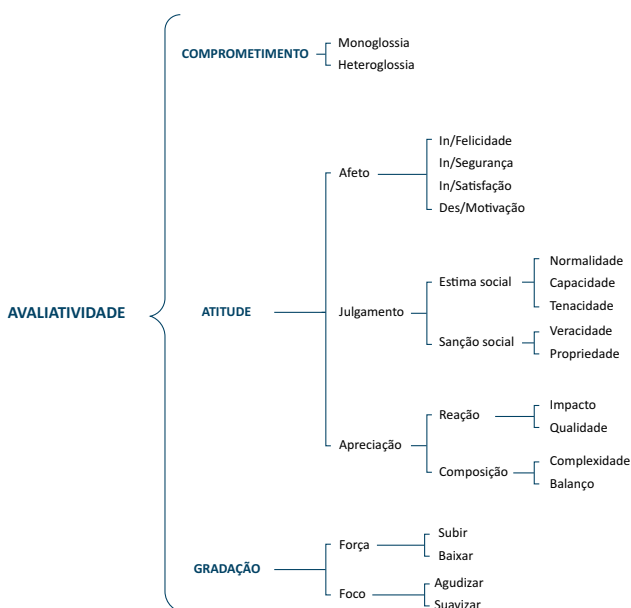 AVALIATIVIDADE
COMPROMETIMENTO
Monoglossia
Heteroglossia
ATITUDE
Afeto
In/Felicidade
In/Segurança
In/Satisfação
Des/Motivação
Julgamento
Estima social
Normalidade
Capacidade
Tenacidade
Sanção social
Veracidade
Propriedade
Apreciação
Reação
Impacto
Qualidade
Composição
Complexidade
Balanço
GRADAÇÃO
Força
Subir
Baixar
Foco
Agudizar
Suavizar